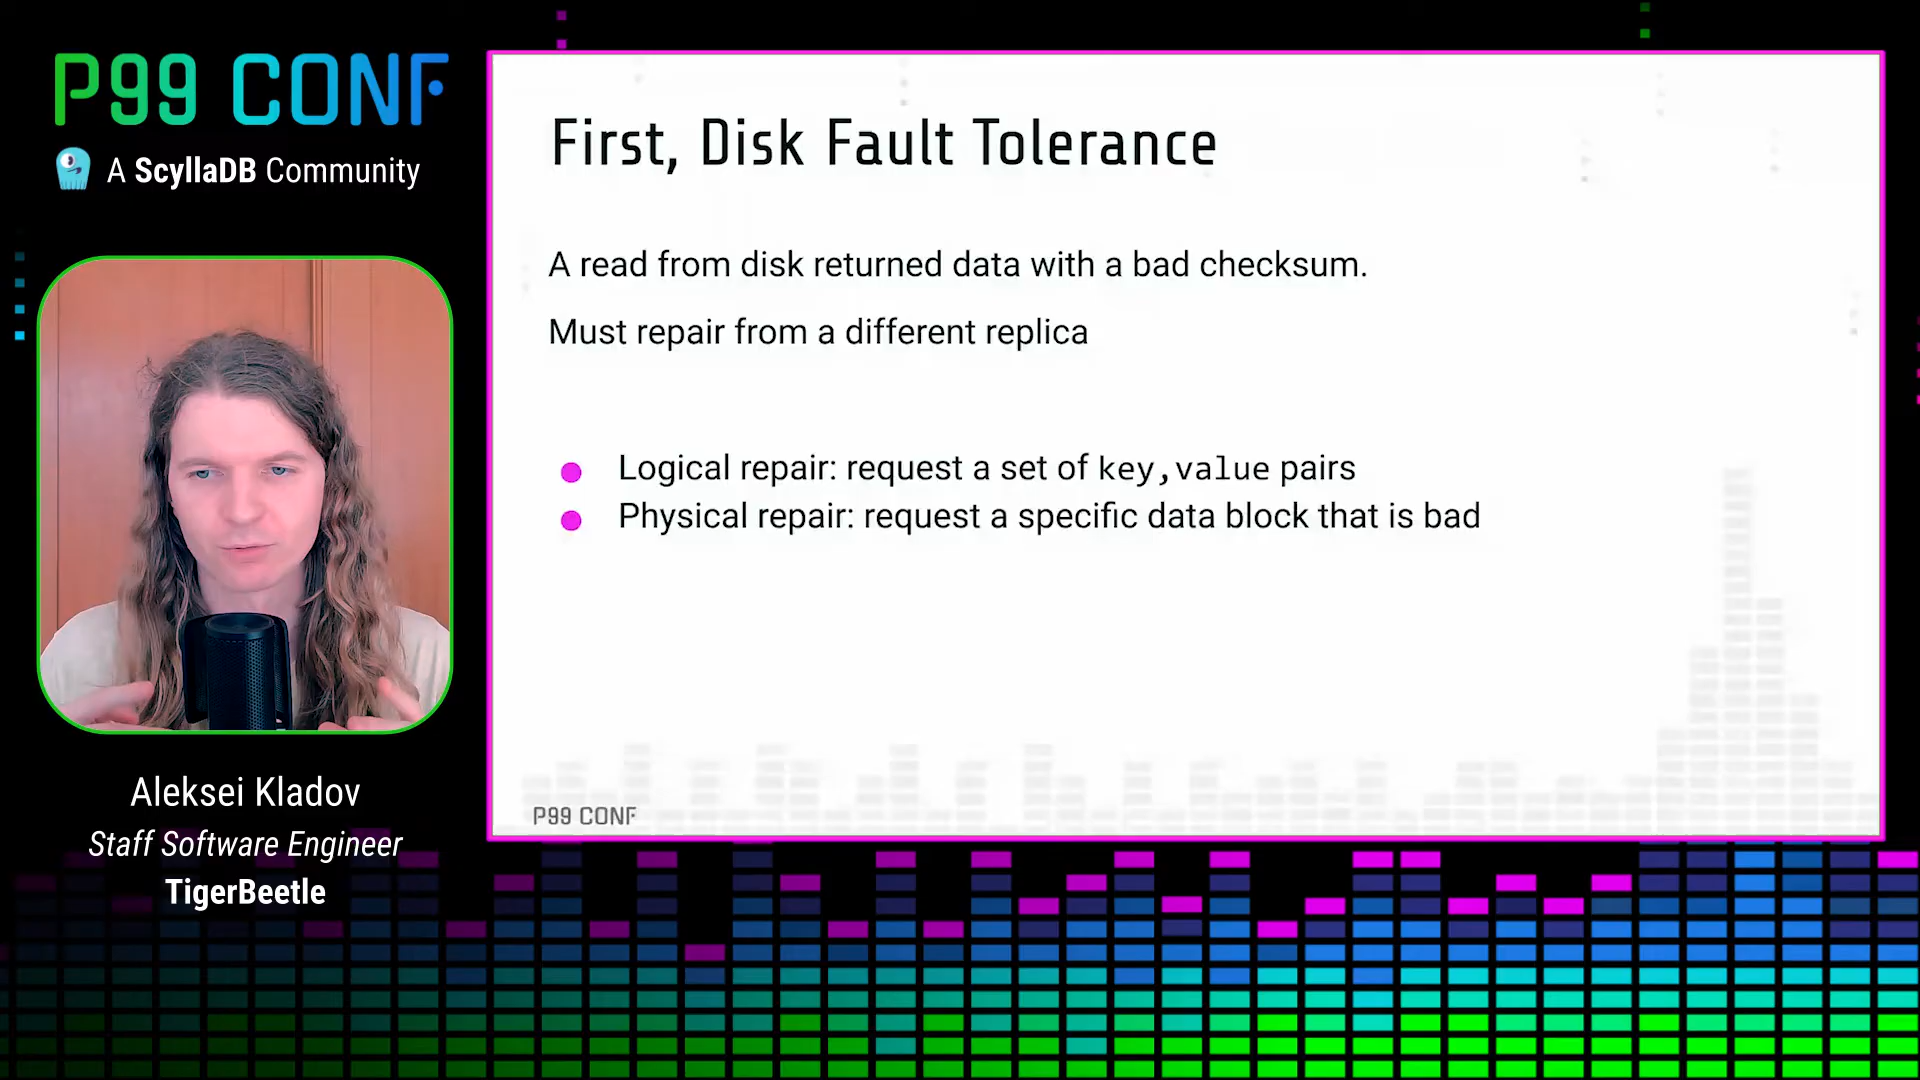 P99 CONF
A ScyllaDB Community
Aleksei Kladov
Staff Software Engineer
TigerBeetle
First, Disk Fault Tolerance
A read from disk returned data with a bad checksum.
Must repair from a different replica
Logical repair: request a set of key,value pairs
Physical repair: request a specific data block that is bad
P99 CONF